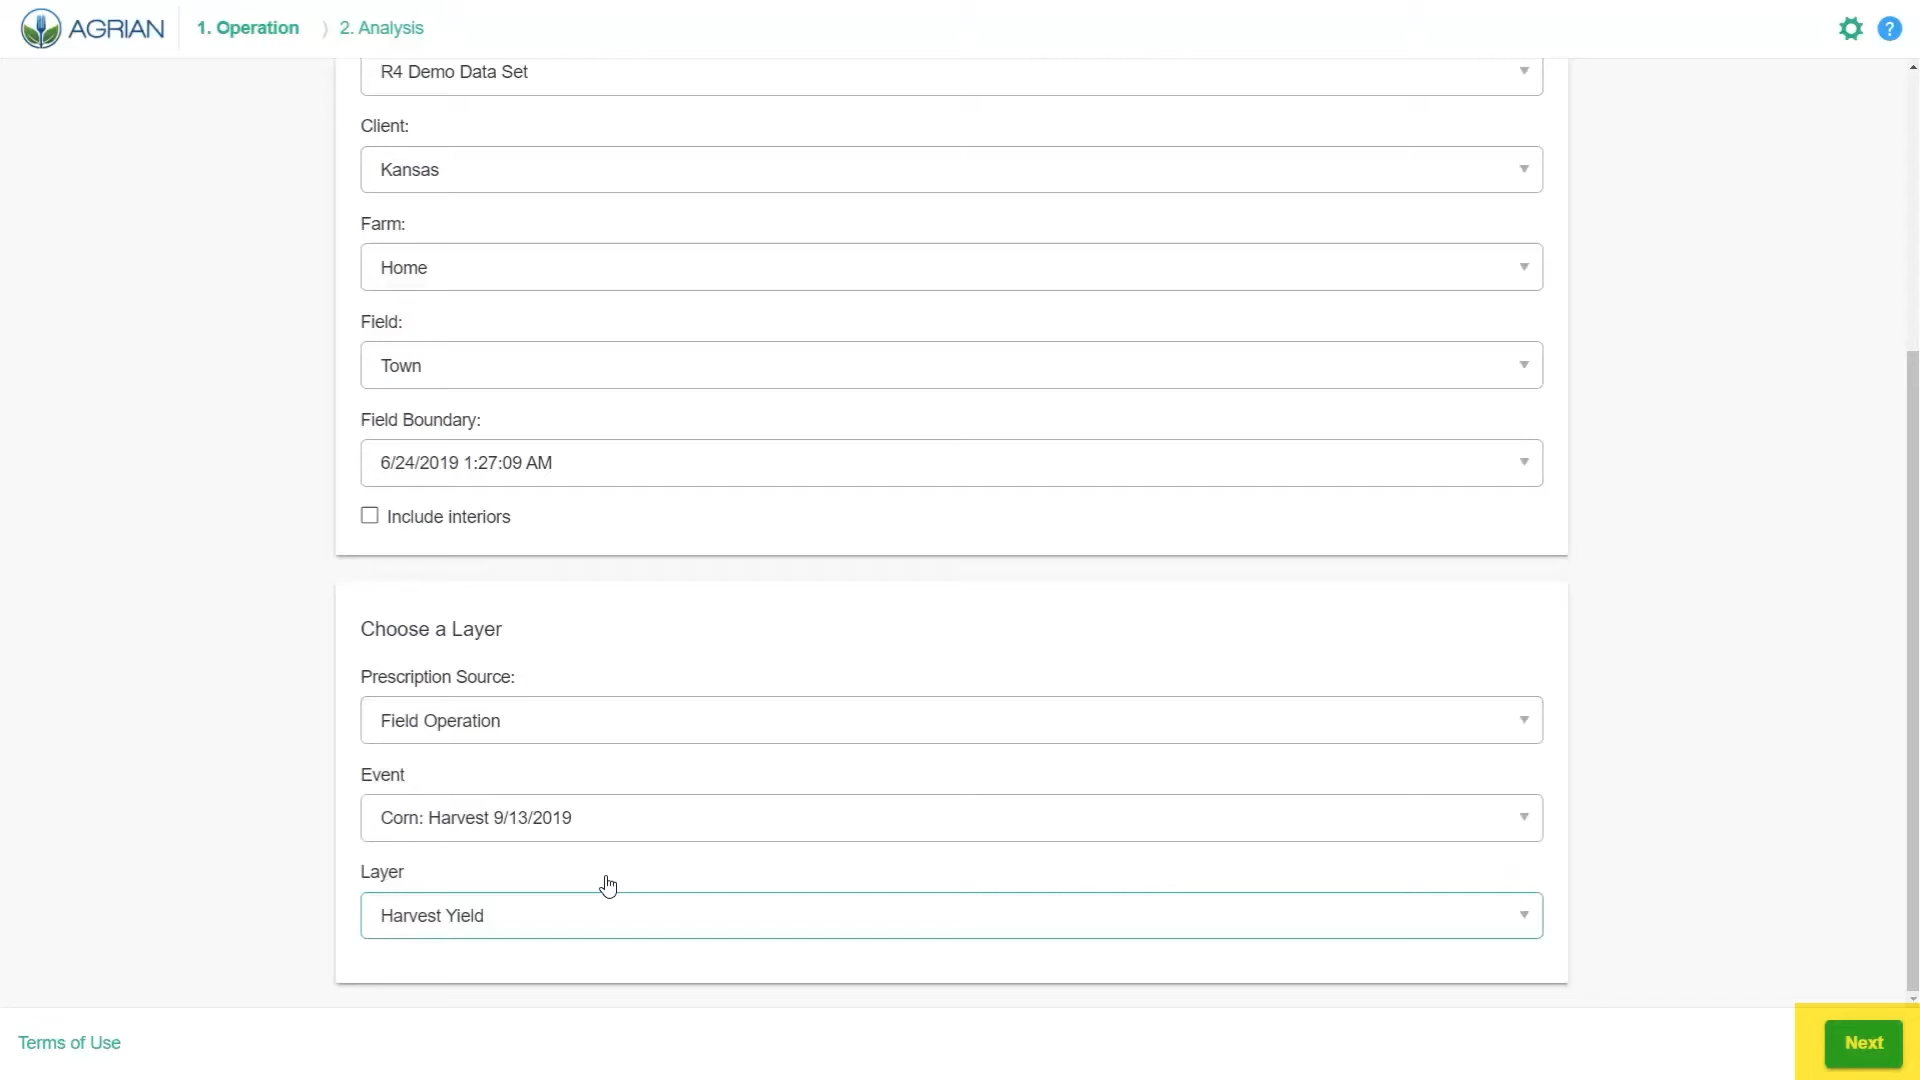 AGRIAN
1. Operation
2. Analysis
?
R4 Demo Data Set
Client:
Kansas
Farm:
Home
Field:
Town
Field Boundary:
6/24/2019 1:27:09 AM
Include interiors
Choose a Layer
Prescription Source:
Field Operation
Event
Corn: Harvest 9/13/2019
Layer
Harvest Yield
Terms of Use
Next